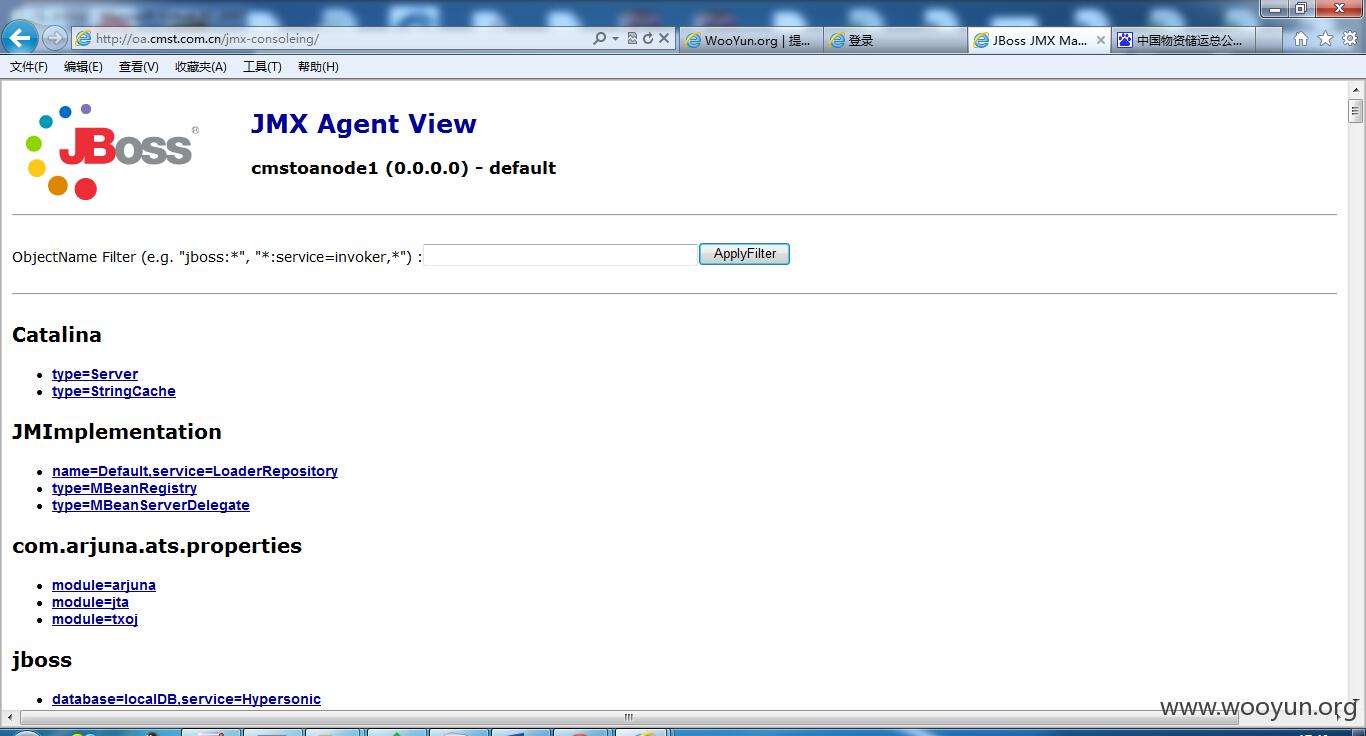 http://oa.cmst.com.cn/jmx-consoleing/
WooYun.org | 提...
登录
JBoss JMX Ma...
中国物资储运总公...
文件(F) 编辑(E) 查看(V) 收藏夹(A) 工具(T) 帮助(H)
JBoss®
JMX Agent View
cmstoanode1 (0.0.0.0) - default
ObjectName Filter (e.g. "jboss:*", "*:service=invoker,*") :
ApplyFilter
Catalina
type=Server
type=StringCache
JMImplementation
name=Default,service=LoaderRepository
type=MBeanRegistry
type=MBeanServerDelegate
com.arjuna.ats.properties
module=arjuna
module=jta
module=txoj
jboss
database=localDB,service=Hypersonic
www.wooyun.org